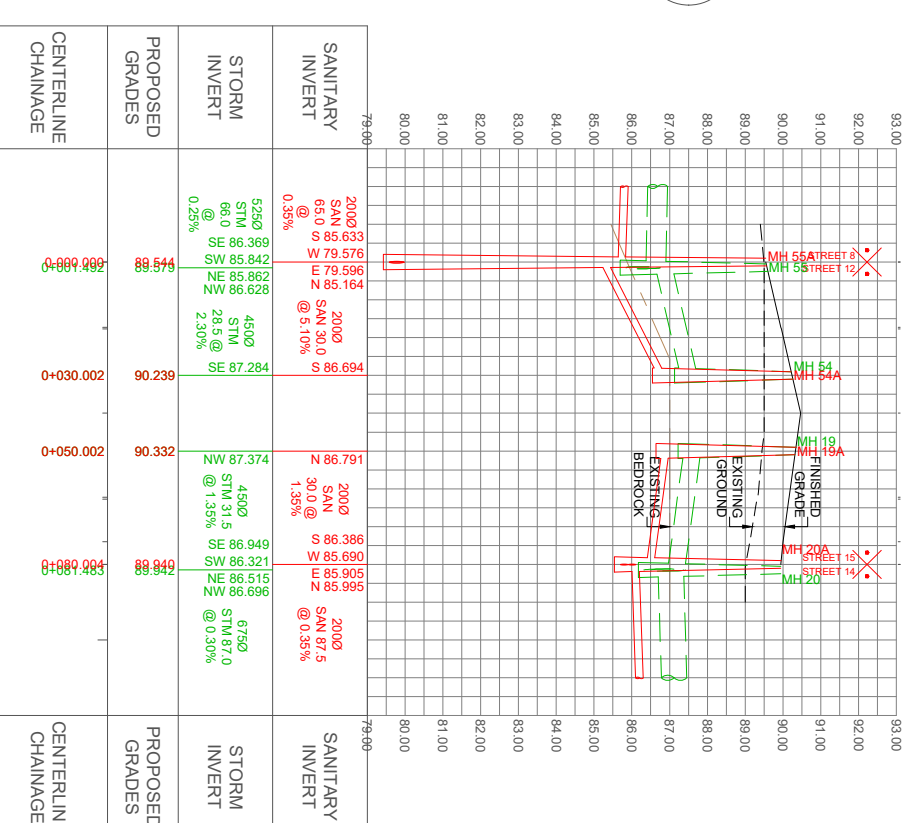 93.00
92.00
91.00
90.00
89.00
88.00
87.00
86.00
85.00
84.00
83.00
82.00
81.00
80.00
79.00
MH 55A
STREET 8
MH 55
STREET 12
MH 54
MH 54A
MH 19
MH 19A
FINISHED
GRADE
EXISTING
GROUND
EXISTING
BEDROCK
MH 20A
STREET 15
STREET 14
MH 20
93.00
92.00
91.00
90.00
89.00
88.00
87.00
86.00
85.00
84.00
83.00
82.00
81.00
80.00
79.00
SANITARY
INVERT
200Ø
SAN
65.0
@
0.35%
S 85.633
W 79.576
E 79.596
N 85.164
200Ø
SAN 30.0
@ 5.10%
S 86.694
N 86.791
200Ø
SAN
30.0 @
1.35%
S 86.386
W 85.690
E 85.905
N 85.995
200Ø
SAN 87.5
@ 0.35%
SANITARY
INVERT
STORM
INVERT
525Ø
STM
66.0
@
0.25%
SE 86.369
SW 85.842
NE 85.862
NW 86.628
450Ø
STM
28.5 @
2.30%
SE 87.284
NW 87.374
450Ø
STM 31.5
@ 1.35%
SE 86.949
SW 86.321
NE 86.515
NW 86.696
675Ø
STM 87.0
@ 0.30%
STORM
INVERT
PROPOSED
GRADES
89.544
89.579
90.239
90.332
89.940
89.942
PROPOSED
GRADES
CENTERLINE
CHAINAGE
0+000.000
0+001.492
0+030.002
0+050.002
0+080.004
0+081.483
CENTERLIN
CHAINAGE